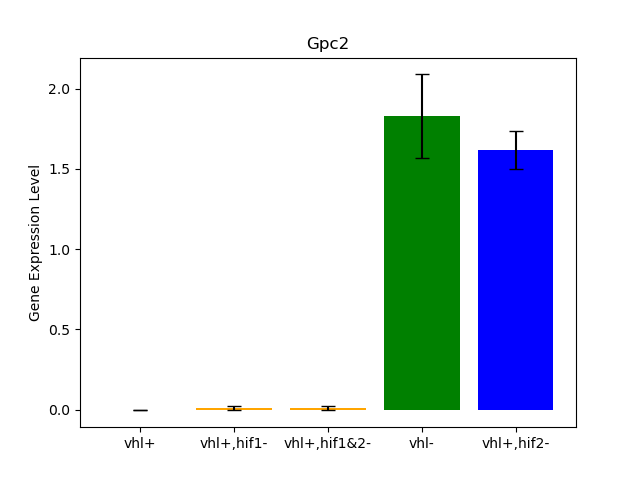 Gpc2
Gene Expression Level
2.0
1.5
1.0
0.5
0.0
vhl+ vhl+,hif1- vhl+,hif1&2- vhl- vhl+,hif2-